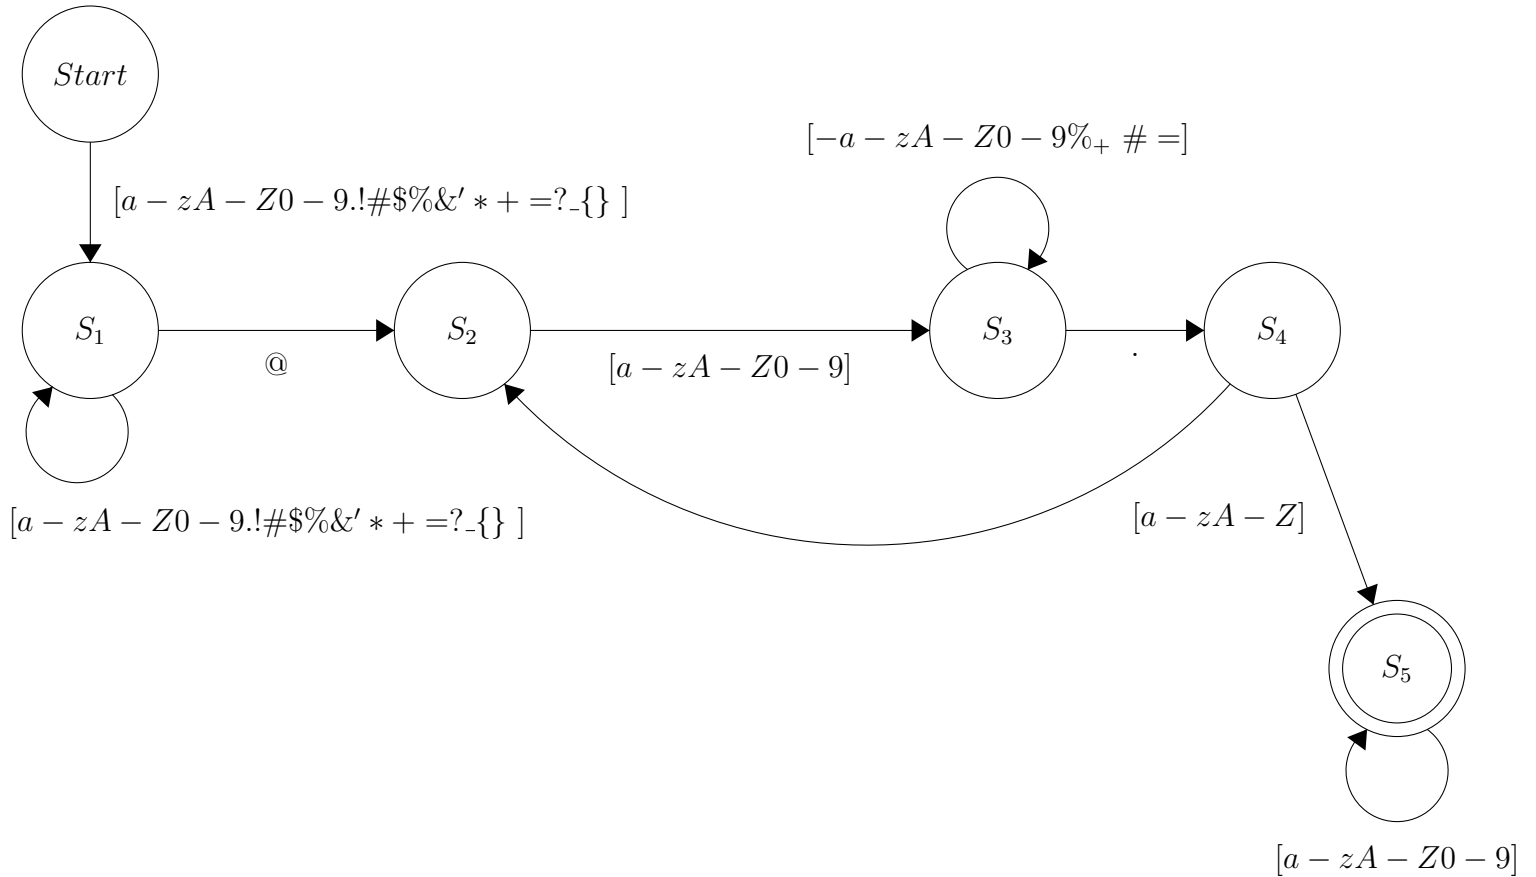 Start
[−a − zA − Z0 − 9%₊ # =]
[a − zA − Z0 − 9.!#$%&′ ∗ + =?_{} ]
S₁
S₂
S₃
S₄
@
[a − zA − Z0 − 9]
.
[a − zA − Z0 − 9.!#$%&′ ∗ + =?_{} ]
[a − zA − Z]
S₅
[a − zA − Z0 − 9]